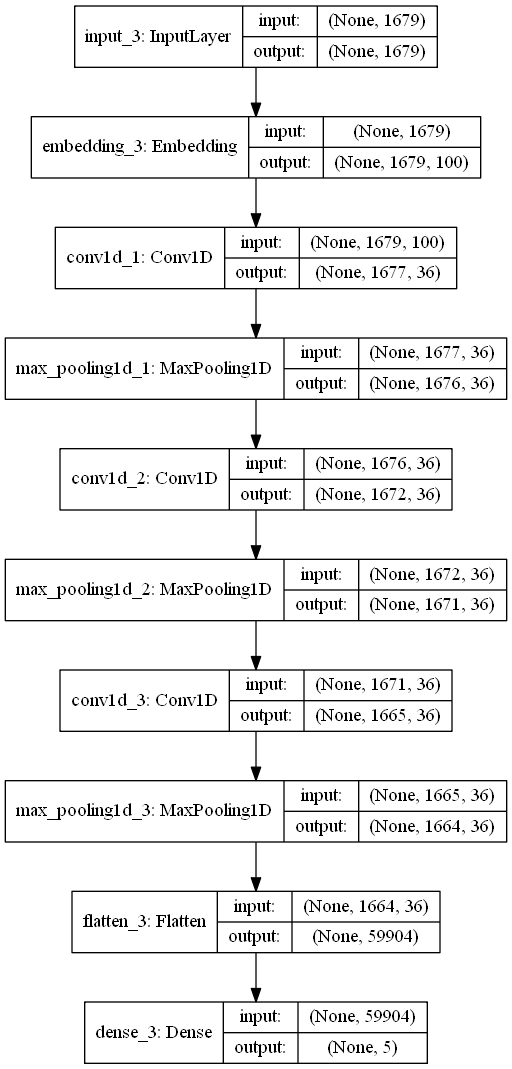 input_3: InputLayer
input: (None, 1679)
output: (None, 1679)
embedding_3: Embedding
input: (None, 1679)
output: (None, 1679, 100)
conv1d_1: Conv1D
input: (None, 1679, 100)
output: (None, 1677, 36)
max_pooling1d_1: MaxPooling1D
input: (None, 1677, 36)
output: (None, 1676, 36)
conv1d_2: Conv1D
input: (None, 1676, 36)
output: (None, 1672, 36)
max_pooling1d_2: MaxPooling1D
input: (None, 1672, 36)
output: (None, 1671, 36)
conv1d_3: Conv1D
input: (None, 1671, 36)
output: (None, 1665, 36)
max_pooling1d_3: MaxPooling1D
input: (None, 1665, 36)
output: (None, 1664, 36)
flatten_3: Flatten
input: (None, 1664, 36)
output: (None, 59904)
dense_3: Dense
input: (None, 59904)
output: (None, 5)